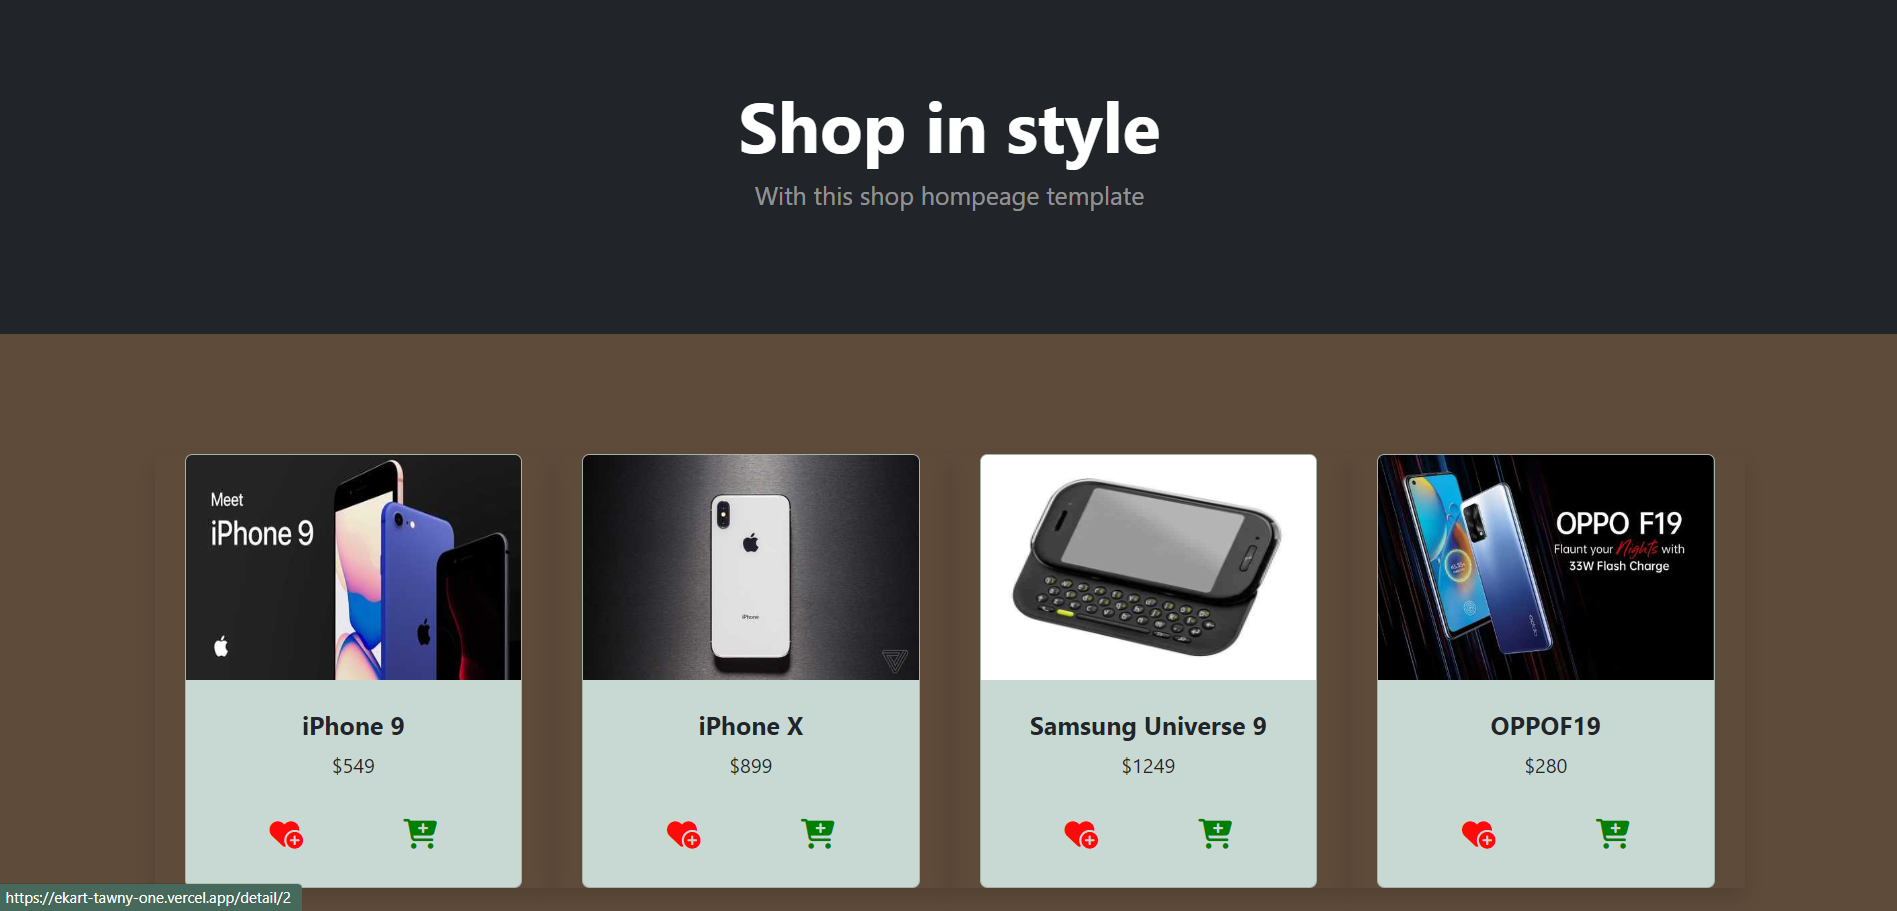 Shop in style
With this shop hompeage template
Meet
iPhone 9
iPhone
OPPO F19
Flaunt your Nights with
33W Flash Charge
oppo
iPhone 9
iPhone X
Samsung Universe 9
OPPOF19
$549
$899
$1249
$280
https://ekart-tawny-one.vercel.app/detail/2